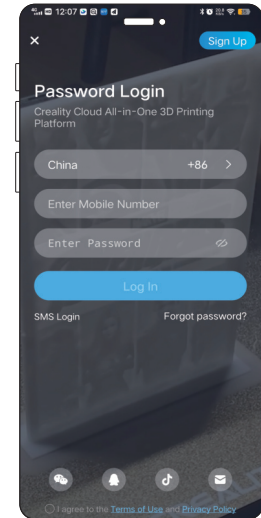 12:07
Sign Up
Password Login
Creality Cloud All-in-One 3D Printing
Platform
China +86 >
Enter Mobile Number
Enter Password
Log In
SMS Login Forgot password?
I agree to the Terms of Use and Privacy Policy